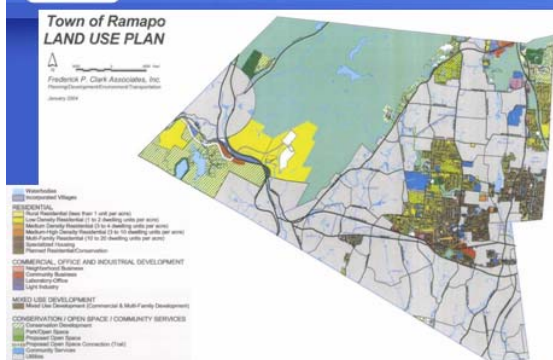 Town of Ramapo
LAND USE PLAN
Frederick P. Clark Associates, Inc.
Planning/Development/Environment/Transportation
January 2004
Waterbodies
Incorporated Villages
RESIDENTIAL
Rural Residential (less than 1 unit per acre)
Low Density Residential (1 to 2 dwelling units per acre)
Medium Density Residential (3 to 4 dwelling units per acre)
Medium-High Density Residential (3 to 10 dwelling units per acre)
Multi-Family Residential (10 to 20 dwelling units per acre)
Specialized Housing
Planned Residential/Conservation
COMMERCIAL, OFFICE AND INDUSTRIAL DEVELOPMENT
Neighborhood Business
Community Business
Laboratory-Office
Light Industry
MIXED USE DEVELOPMENT
Mixed Use Development (Commercial & Multi-Family Development)
CONSERVATION / OPEN SPACE / COMMUNITY SERVICES
Conservation Development
Park/Open Space
Proposed Open Space
Proposed Open Space Connection (Trail)
Community Services
Utilities